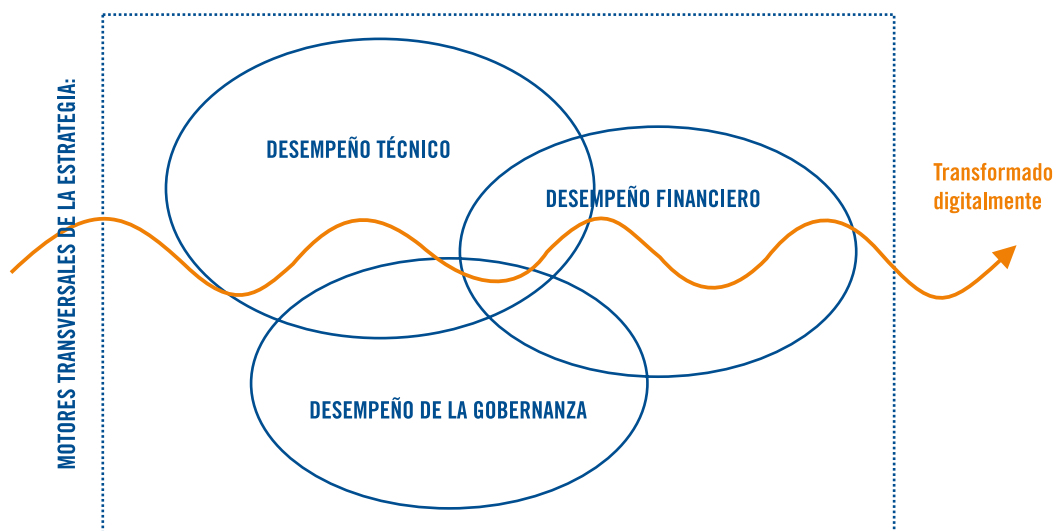 MOTORES TRANSVERSALES DE LA ESTRATEGIA:
DESEMPEÑO TÉCNICO
DESEMPEÑO FINANCIERO
DESEMPEÑO DE LA GOBERNANZA
Transformado
digitalmente